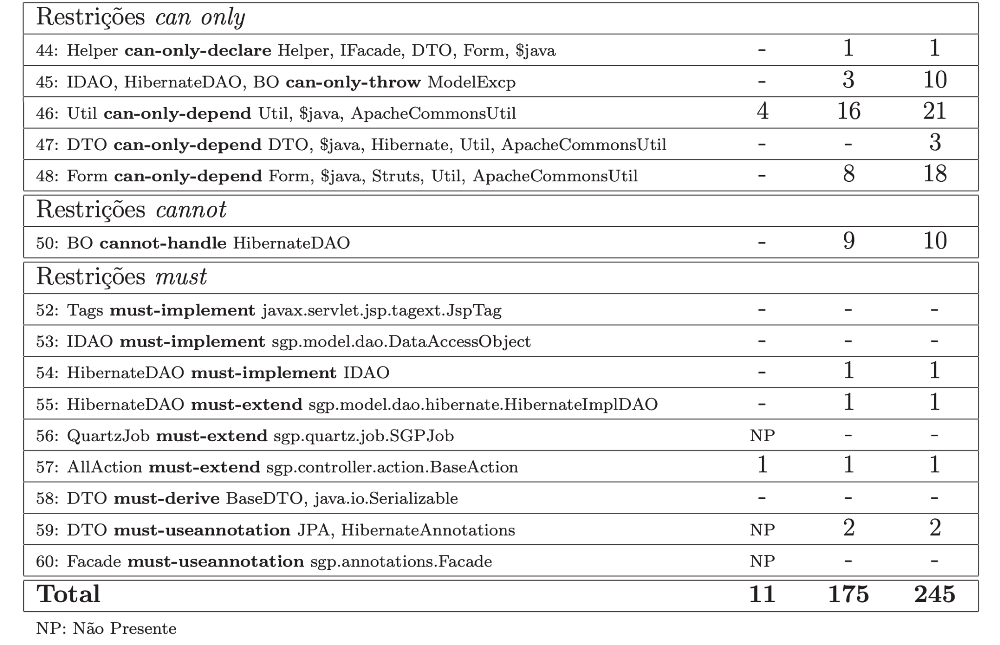 Restrições can only
44: Helper can-only-declare Helper, IFacade, DTO, Form, $java - 1 1
45: IDAO, HibernateDAO, BO can-only-throw ModelExcp - 3 10
46: Util can-only-depend Util, $java, ApacheCommonsUtil 4 16 21
47: DTO can-only-depend DTO, $java, Hibernate, Util, ApacheCommonsUtil - - 3
48: Form can-only-depend Form, $java, Struts, Util, ApacheCommonsUtil - 8 18
Restrições cannot
50: BO cannot-handle HibernateDAO - 9 10
Restrições must
52: Tags must-implement javax.servlet.jsp.tagext.JspTag - - -
53: IDAO must-implement sgp.model.dao.DataAccessObject - - -
54: HibernateDAO must-implement IDAO - 1 1
55: HibernateDAO must-extend sgp.model.dao.hibernate.HibernateImplDAO - 1 1
56: QuartzJob must-extend sgp.quartz.job.SGPJob NP - -
57: AllAction must-extend sgp.controller.action.BaseAction 1 1 1
58: DTO must-derive BaseDTO, java.io.Serializable - - -
59: DTO must-useannotation JPA, HibernateAnnotations NP 2 2
60: Facade must-useannotation sgp.annotations.Facade NP - -
Total 11 175 245
NP: Não Presente